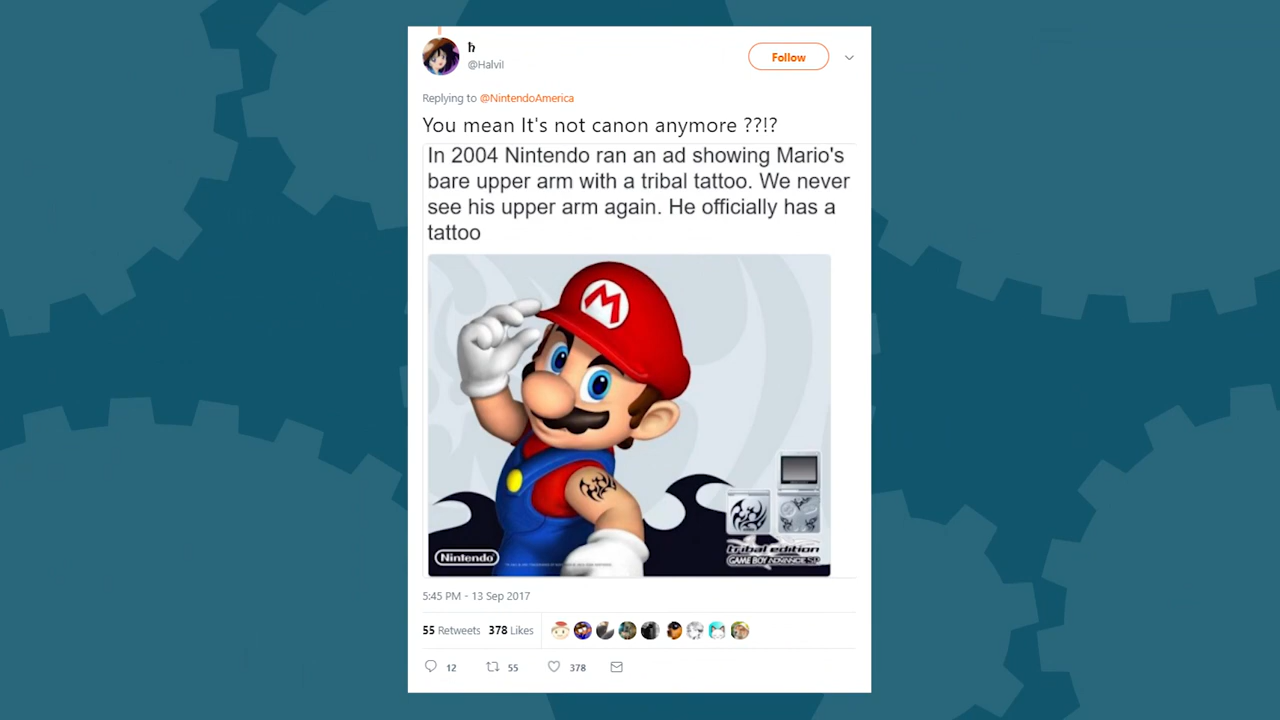 ħ
@Halvil
Follow
Replying to @NintendoAmerica
You mean It's not canon anymore ??!?
In 2004 Nintendo ran an ad showing Mario's
bare upper arm with a tribal tattoo. We never
see his upper arm again. He officially has a
tattoo
M
Nintendo
tribal edition
GAME BOY ADVANCE SP
5:45 PM - 13 Sep 2017
55 Retweets 378 Likes
12 55 378